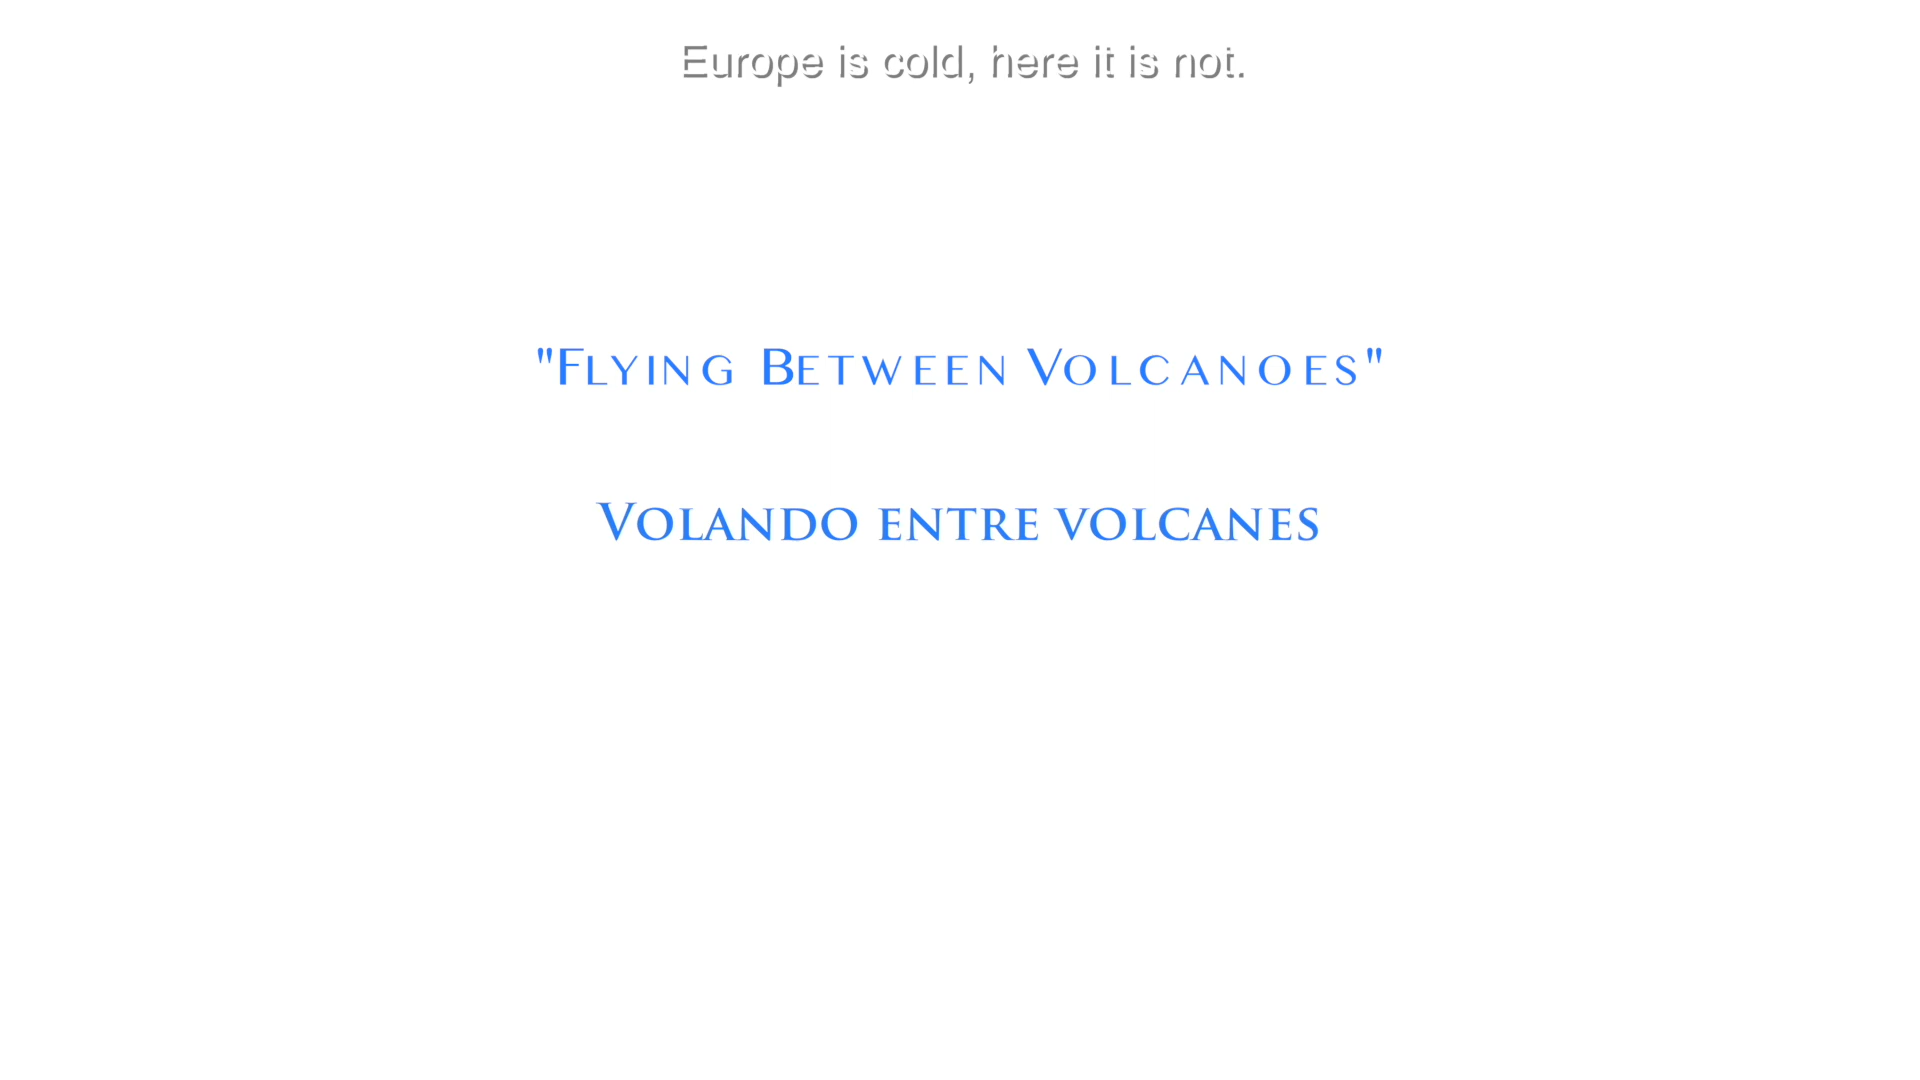 Europe is cold, here it is not.
"Flying Between Volcanoes"
Volando entre volcanes